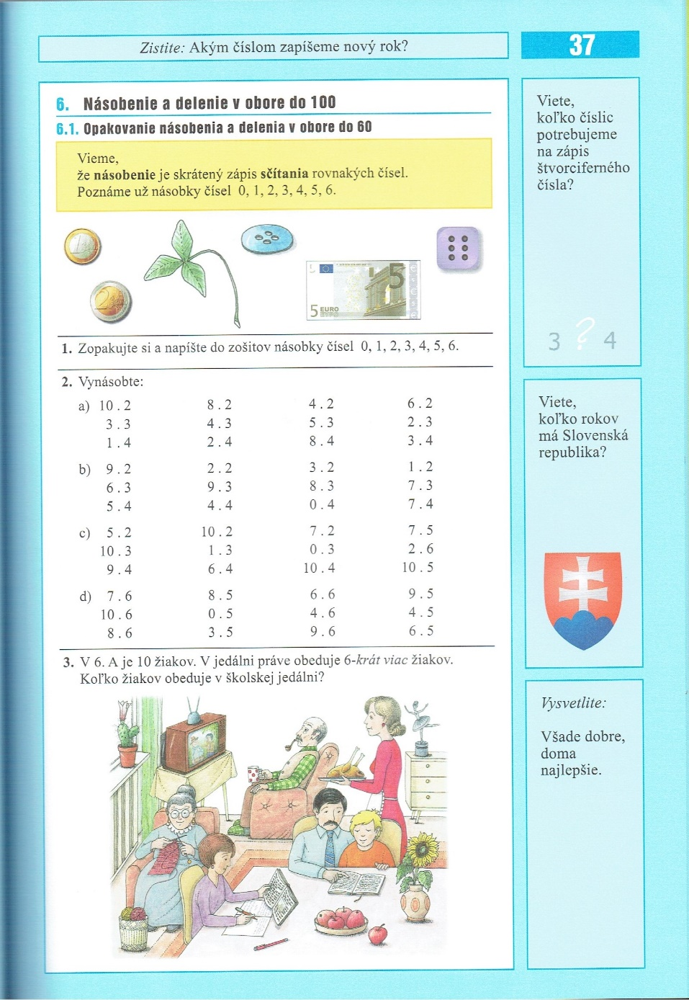 Zistite: Akým číslom zapíšeme nový rok?
37
6. Násobenie a delenie v obore do 100
6.1. Opakovanie násobenia a delenia v obore do 60
Vieme,
že násobenie je skrátený zápis sčítania rovnakých čísel.
Poznáme už násobky čísel 0, 1, 2, 3, 4, 5, 6.
1
2
5
5 EURO
ΕΥΡΩ
1. Zopakujte si a napíšte do zošitov násobky čísel 0, 1, 2, 3, 4, 5, 6.
2. Vynásobte:
a) 10 . 2 8 . 2 4 . 2 6 . 2
3 . 3 4 . 3 5 . 3 2 . 3
1 . 4 2 . 4 8 . 4 3 . 4
b) 9 . 2 2 . 2 3 . 2 1 . 2
6 . 3 9 . 3 8 . 3 7 . 3
5 . 4 4 . 4 0 . 4 7 . 4
c) 5 . 2 10 . 2 7 . 2 7 . 5
10 . 3 1 . 3 0 . 3 2 . 6
9 . 4 6 . 4 10 . 4 10 . 5
d) 7 . 6 8 . 5 6 . 6 9 . 5
10 . 6 0 . 5 4 . 6 4 . 5
8 . 6 3 . 5 9 . 6 6 . 5
3. V 6. A je 10 žiakov. V jedálni práve obeduje 6-krát viac žiakov.
Koľko žiakov obeduje v školskej jedálni?
Viete,
koľko číslic
potrebujeme
na zápis
štvorciferného
čísla?
3 ? 4
Viete,
koľko rokov
má Slovenská
republika?
Vysvetlite:
Všade dobre,
doma
najlepšie.